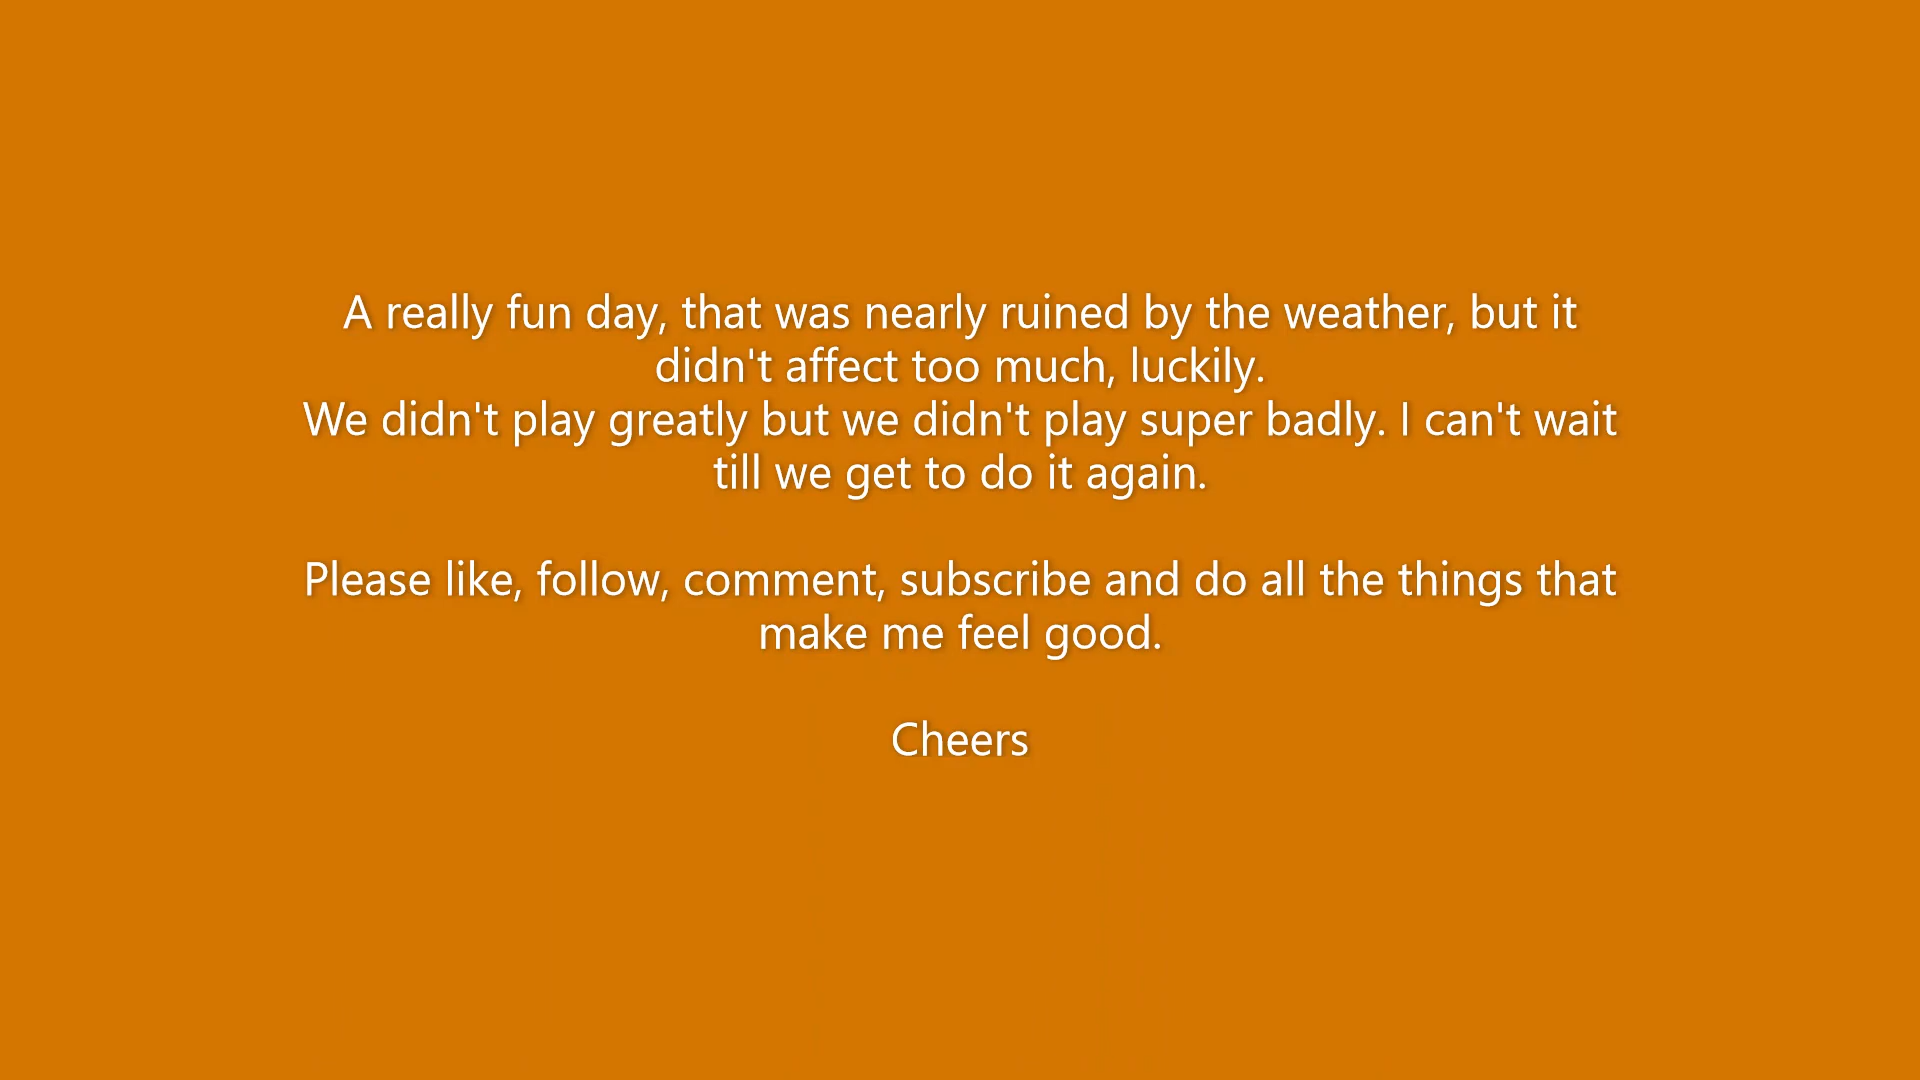 A really fun day, that was nearly ruined by the weather, but it
didn't affect too much, luckily.
We didn't play greatly but we didn't play super badly. I can't wait
till we get to do it again.
Please like, follow, comment, subscribe and do all the things that
make me feel good.
Cheers